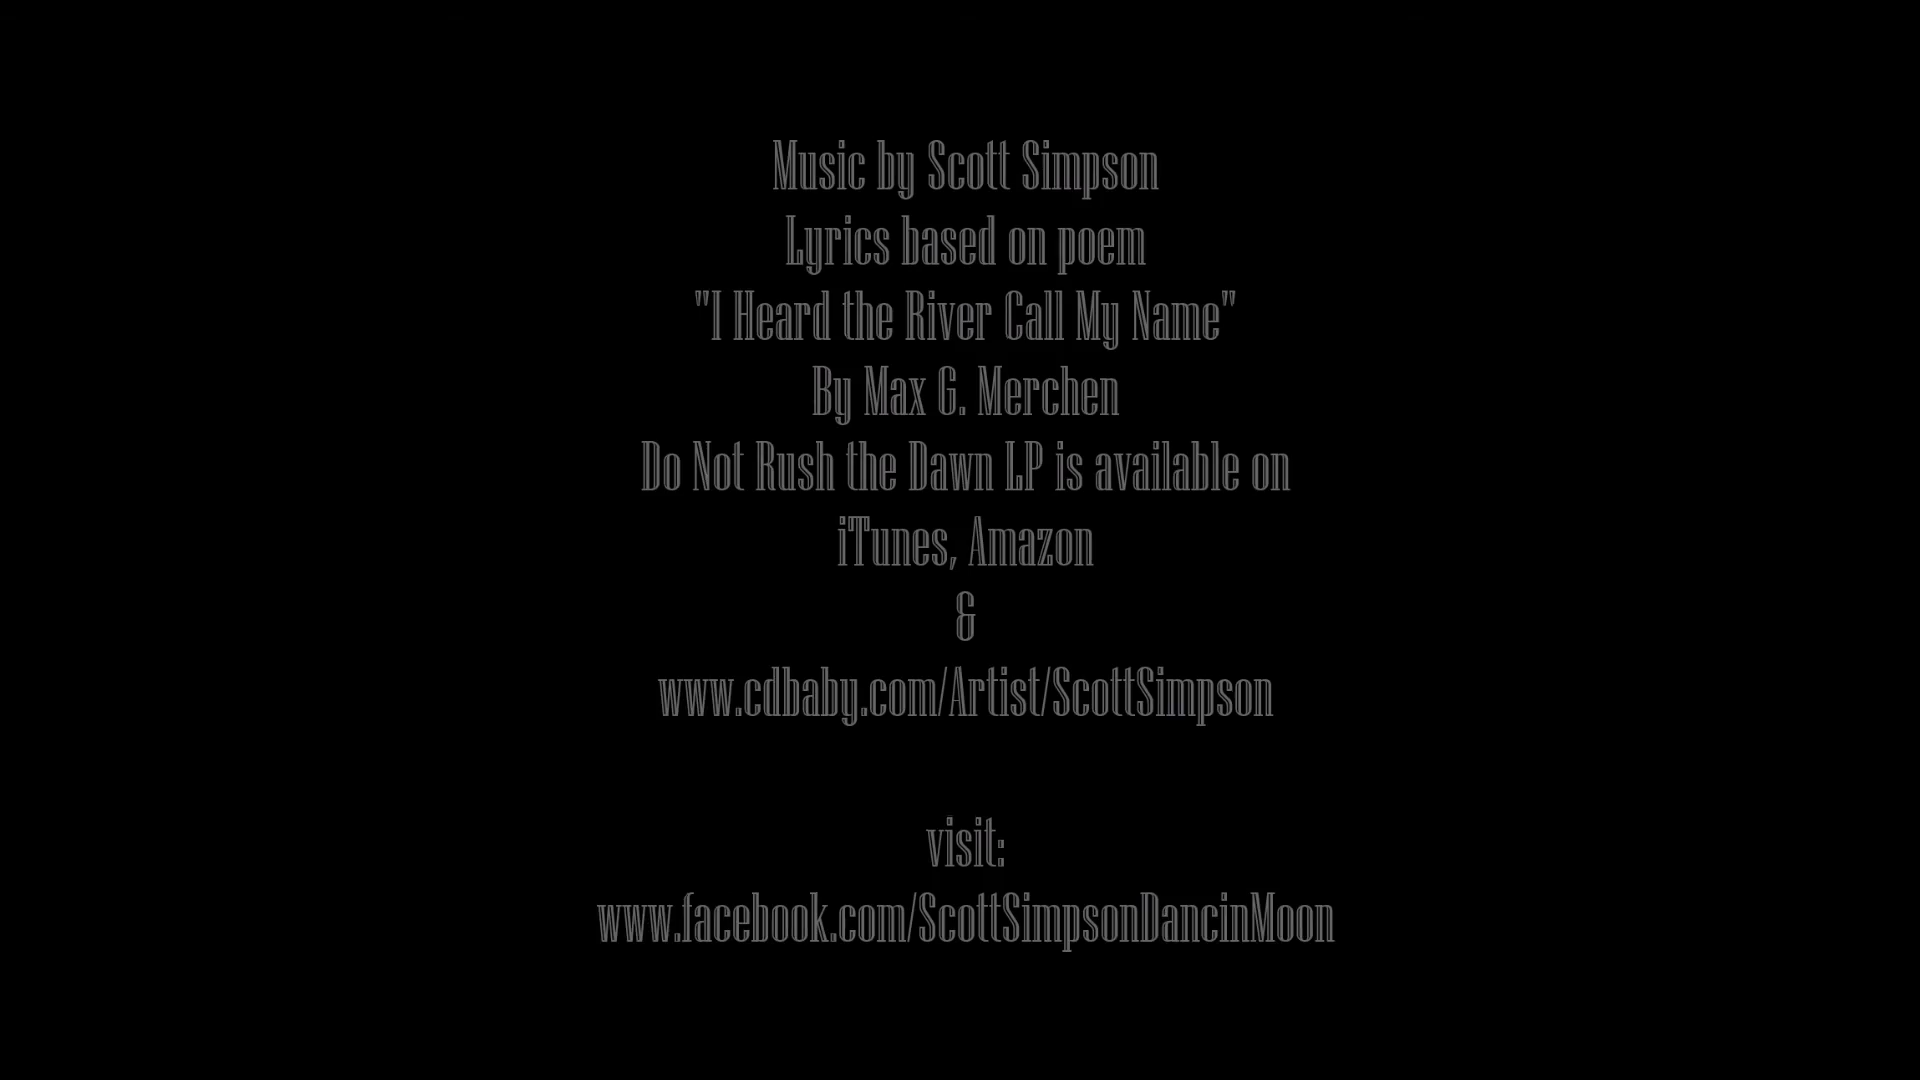 Music by Scott Simpson
Lyrics based on poem
"I Heard the River Call My Name"
By Max G. Merchen
Do Not Rush the Dawn LP is available on
iTunes, Amazon
&
www.cdbaby.com/Artist/ScottSimpson
visit:
www.facebook.com/ScottSimpsonDancinMoon